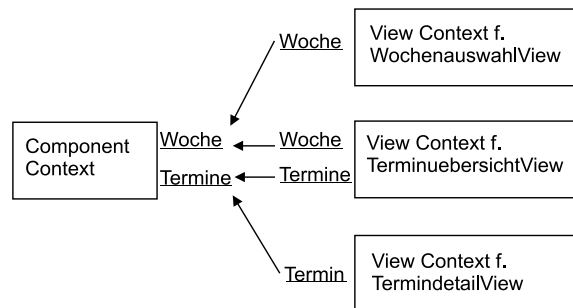 Woche
View Context f.
WochenauswahlView
Component
Context
Woche
Termine
Woche
Termine
View Context f.
TerminuebersichtView
Termin
View Context f.
TermindetailView